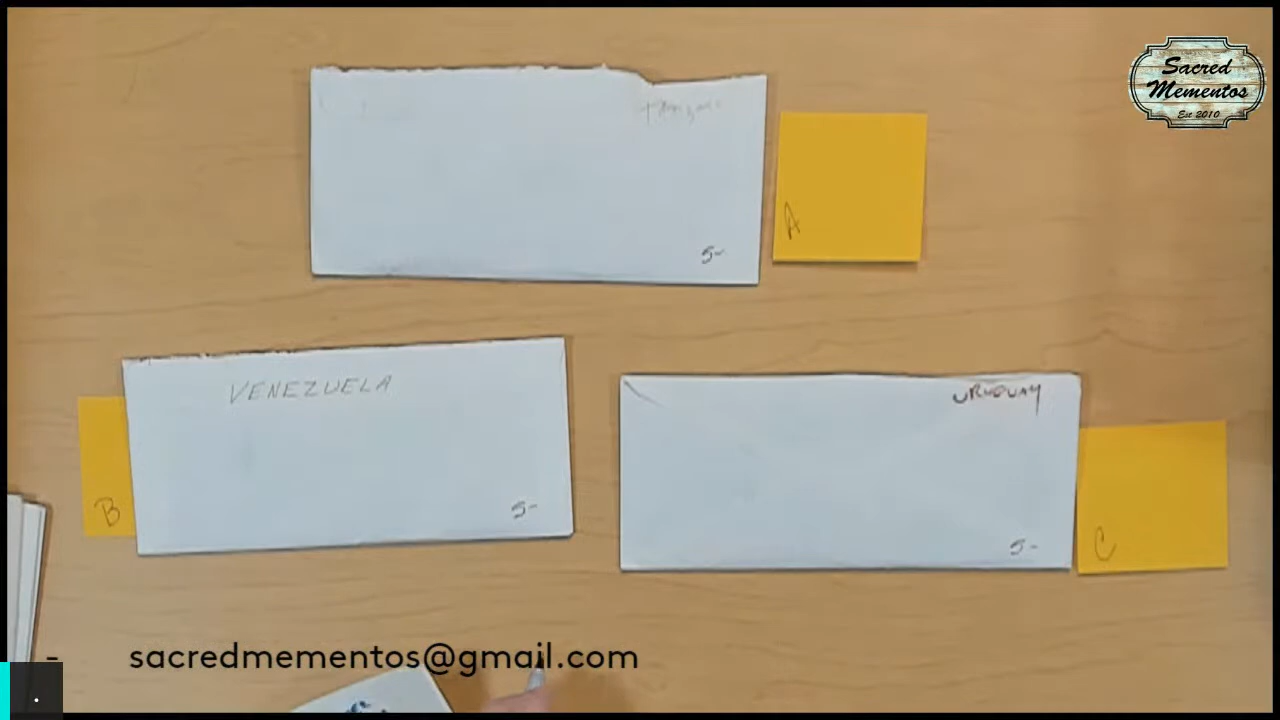 Sacred
Mementos
Est 2010
A
5-
VENEZUELA
URUGUAY
B
5-
5-
C
- sacredmementos@gmail.com
.